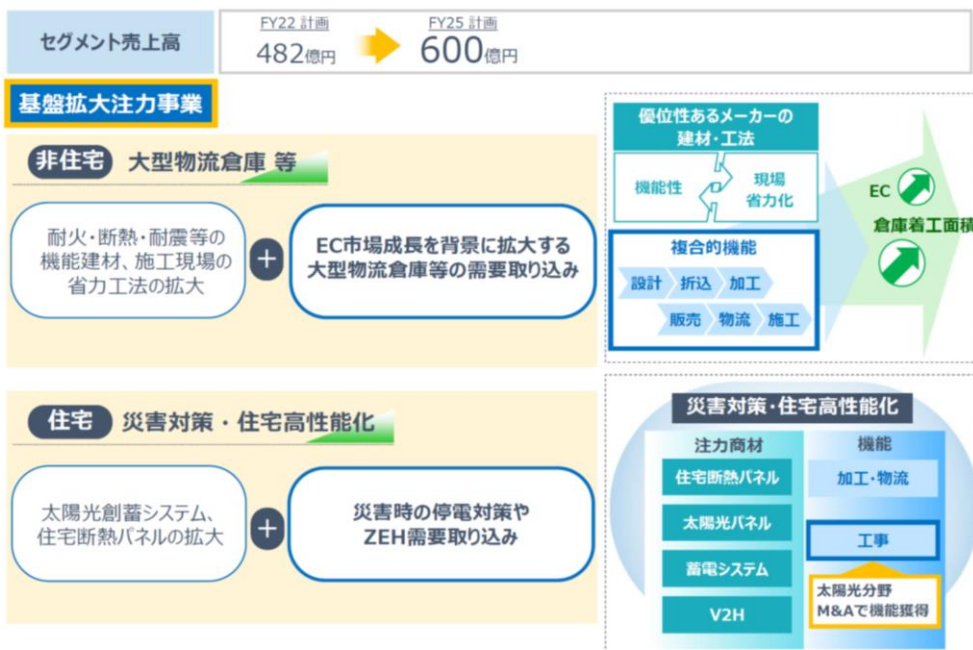 セグメント売上高
FY22 計画
482億円
FY25 計画
600億円
基盤拡大注力事業
非住宅
大型物流倉庫 等
耐火・断熱・耐震等の
機能建材、施工現場の
省力工法の拡大
+
EC市場成長を背景に拡大する
大型物流倉庫等の需要取り込み
優位性あるメーカーの
建材・工法
機能性
現場
省力化
複合的機能
設計
折込
加工
販売
物流
施工
EC
倉庫着工面積
住宅
災害対策・住宅高性能化
太陽光創蓄システム、
住宅断熱パネルの拡大
+
災害時の停電対策や
ZEH需要取り込み
災害対策・住宅高性能化
注力商材
住宅断熱パネル
太陽光パネル
蓄電システム
V2H
機能
加工・物流
工事
太陽光分野
M&Aで機能獲得